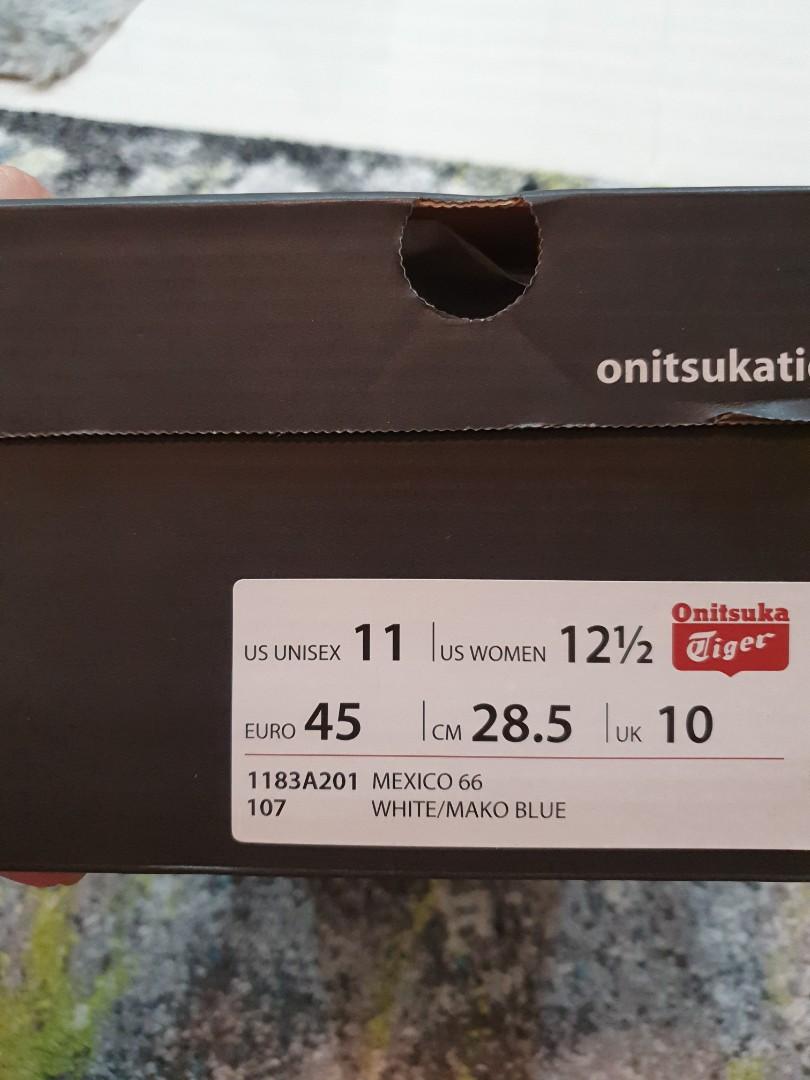 onitsukati
US UNISEX 11 US WOMEN 12½
Onitsuka
Tiger
EURO 45 CM 28.5 UK 10
1183A201 MEXICO 66
107 WHITE/MAKO BLUE